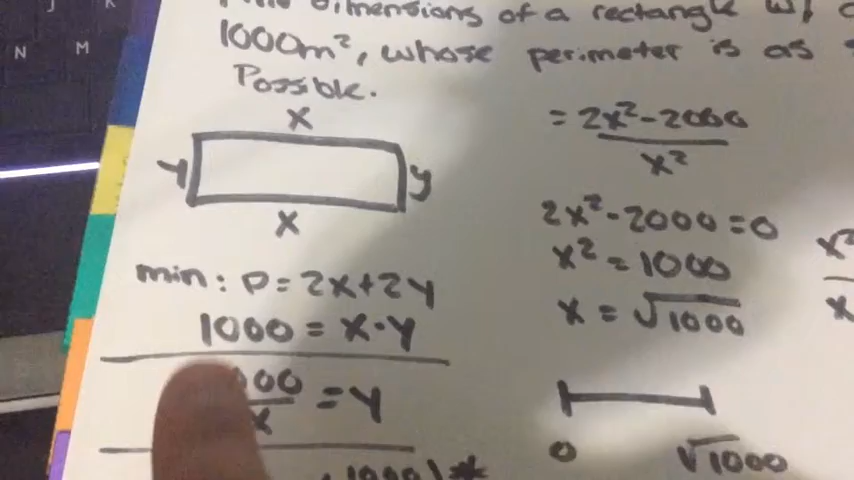 dimensions of a rectangle w/
1000m², whose perimeter is as
Possible.
x
y
y
x
min: P=2x+2y
1000 = x·y
= y
x
= 2x²-2000
x²
2x²-2000=0
x² = 1000
x = √1000
0
√1000
x²
x
N
M